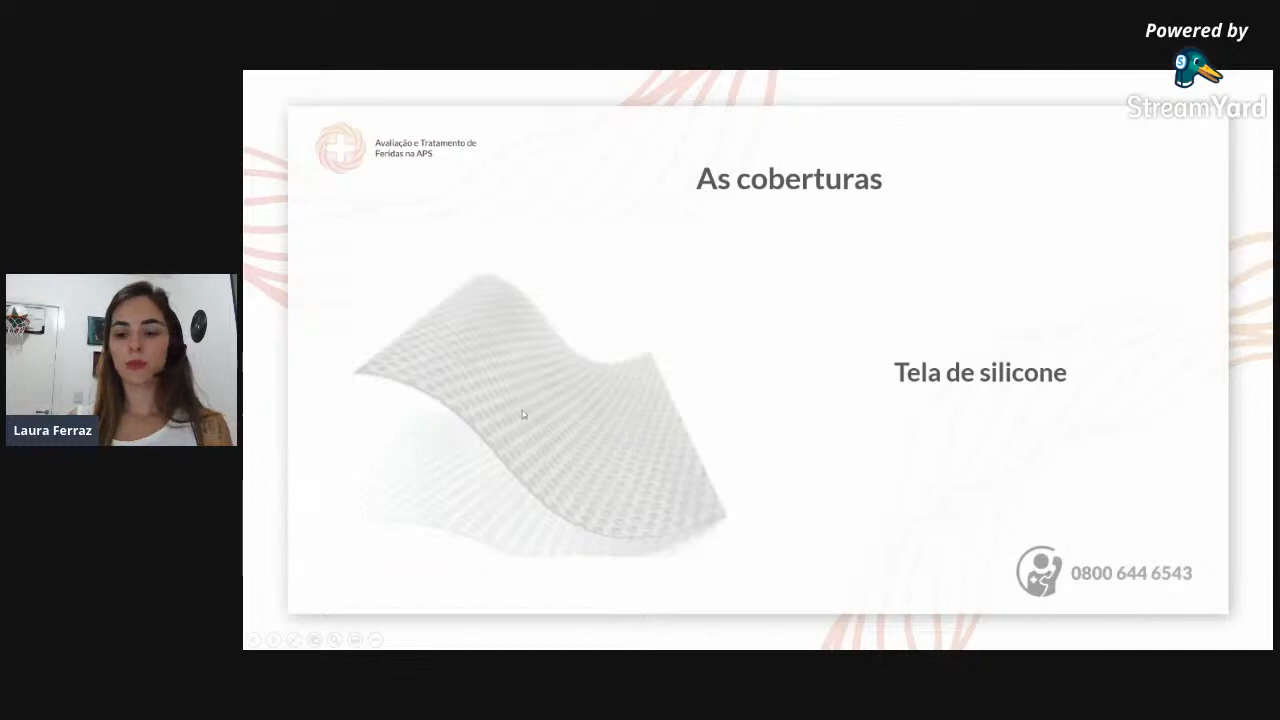 Powered by
StreamYard
Avaliação e Tratamento de
Feridas na APS
As coberturas
Tela de silicone
Laura Ferraz
0800 644 6543